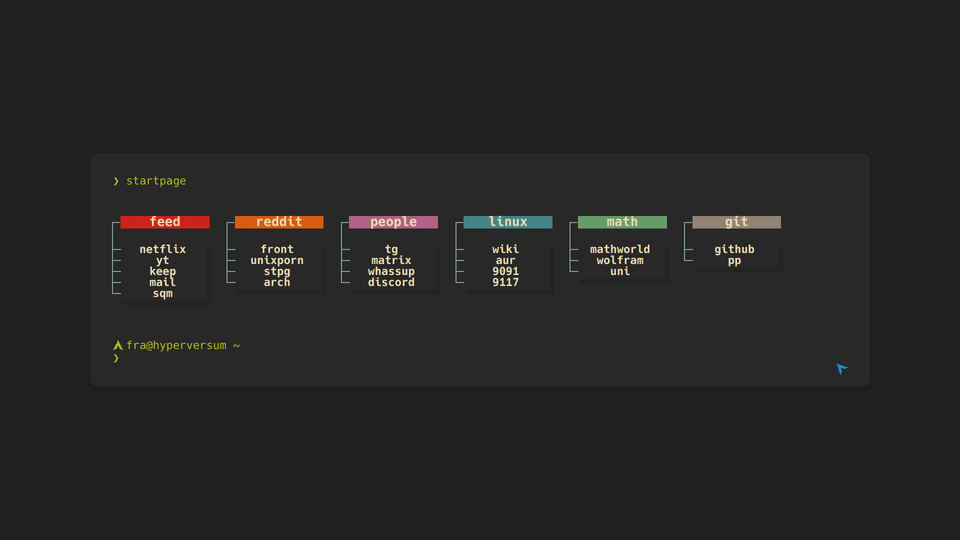 ❯ startpage
feed
netflix
yt
keep
mail
sqm
reddit
front
unixporn
stpg
arch
people
tg
matrix
whassup
discord
linux
wiki
aur
9091
9117
math
mathworld
wolfram
uni
git
github
pp
fra@hyperversum ~
❯